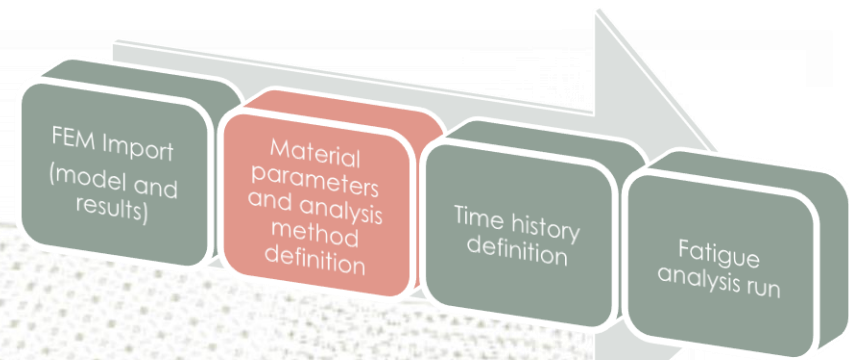 FEM Import
(model and
results)
Material
parameters
and analysis
method
definition
Time history
definition
Fatigue
analysis run